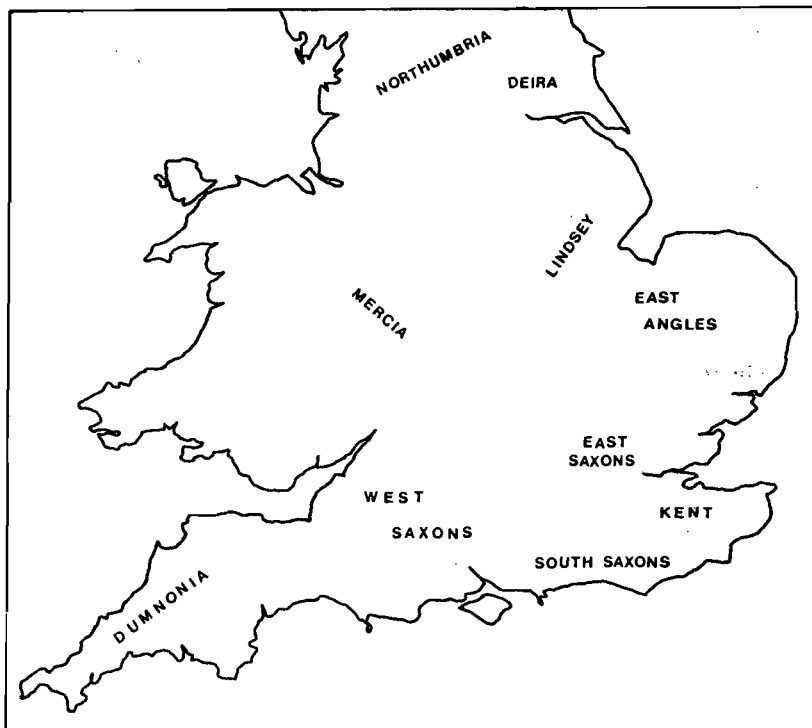 NORTHUMBRIA
DEIRA
LINDSEY
MERCIA
EAST
ANGLES
EAST
SAXONS
WEST
SAXONS
KENT
SOUTH SAXONS
DUMNONIA